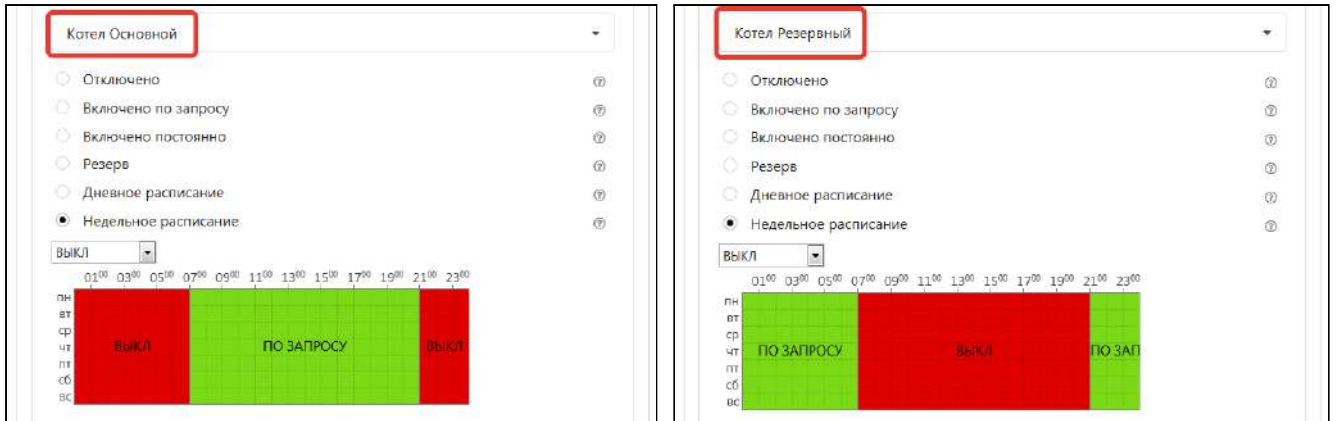 Котел Основной
Отключено
Включено по запросу
Включено постоянно
Резерв
Дневное расписание
Недельное расписание
ВЫКЛ
01⁰⁰ 03⁰⁰ 05⁰⁰ 07⁰⁰ 09⁰⁰ 11⁰⁰ 13⁰⁰ 15⁰⁰ 17⁰⁰ 19⁰⁰ 21⁰⁰ 23⁰⁰
пн
вт
ср
чт
пт
сб
вс
ВЫКЛ ПО ЗАПРОСУ ВЫКЛ
Котел Резервный
Отключено
Включено по запросу
Включено постоянно
Резерв
Дневное расписание
Недельное расписание
ВЫКЛ
01⁰⁰ 03⁰⁰ 05⁰⁰ 07⁰⁰ 09⁰⁰ 11⁰⁰ 13⁰⁰ 15⁰⁰ 17⁰⁰ 19⁰⁰ 21⁰⁰ 23⁰⁰
пн
вт
ср
чт
пт
сб
вс
ПО ЗАПРОСУ ВЫКЛ ПО ЗАП